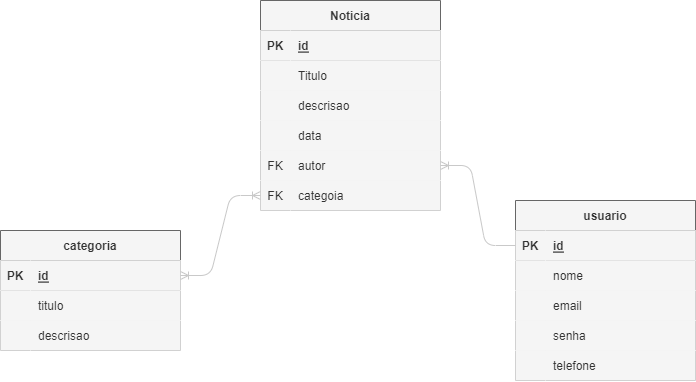 Noticia
PK id
Titulo
descrisao
data
FK autor
FK categoia
categoria
PK id
titulo
descrisao
usuario
PK id
nome
email
senha
telefone